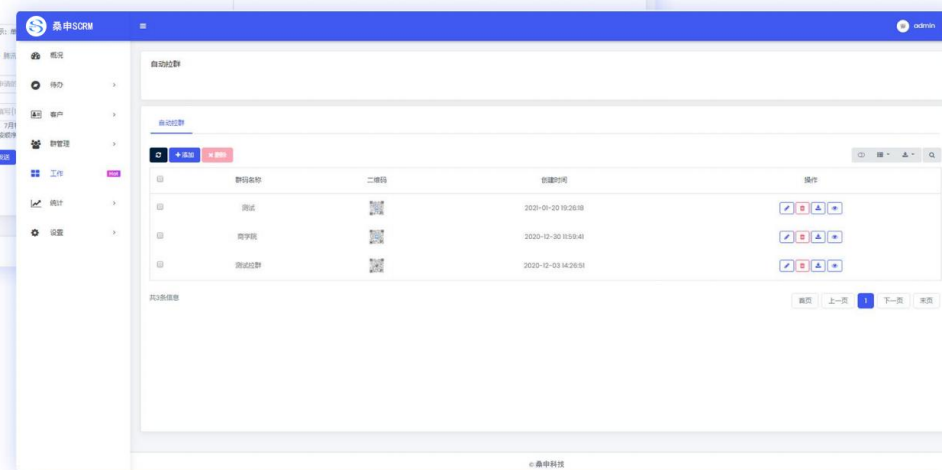 桑申SCRM
admin
概况
待办
客户
群管理
工作
统计
设置
自动拉群
自动拉群
+添加
×删除
群码名称 二维码 创建时间 操作
测试 2021-01-20 19:26:18
商学院 2020-12-30 11:59:41
测试拉群 2020-12-03 14:26:51
共3条信息
首页 上一页 1 下一页 末页
©桑申科技